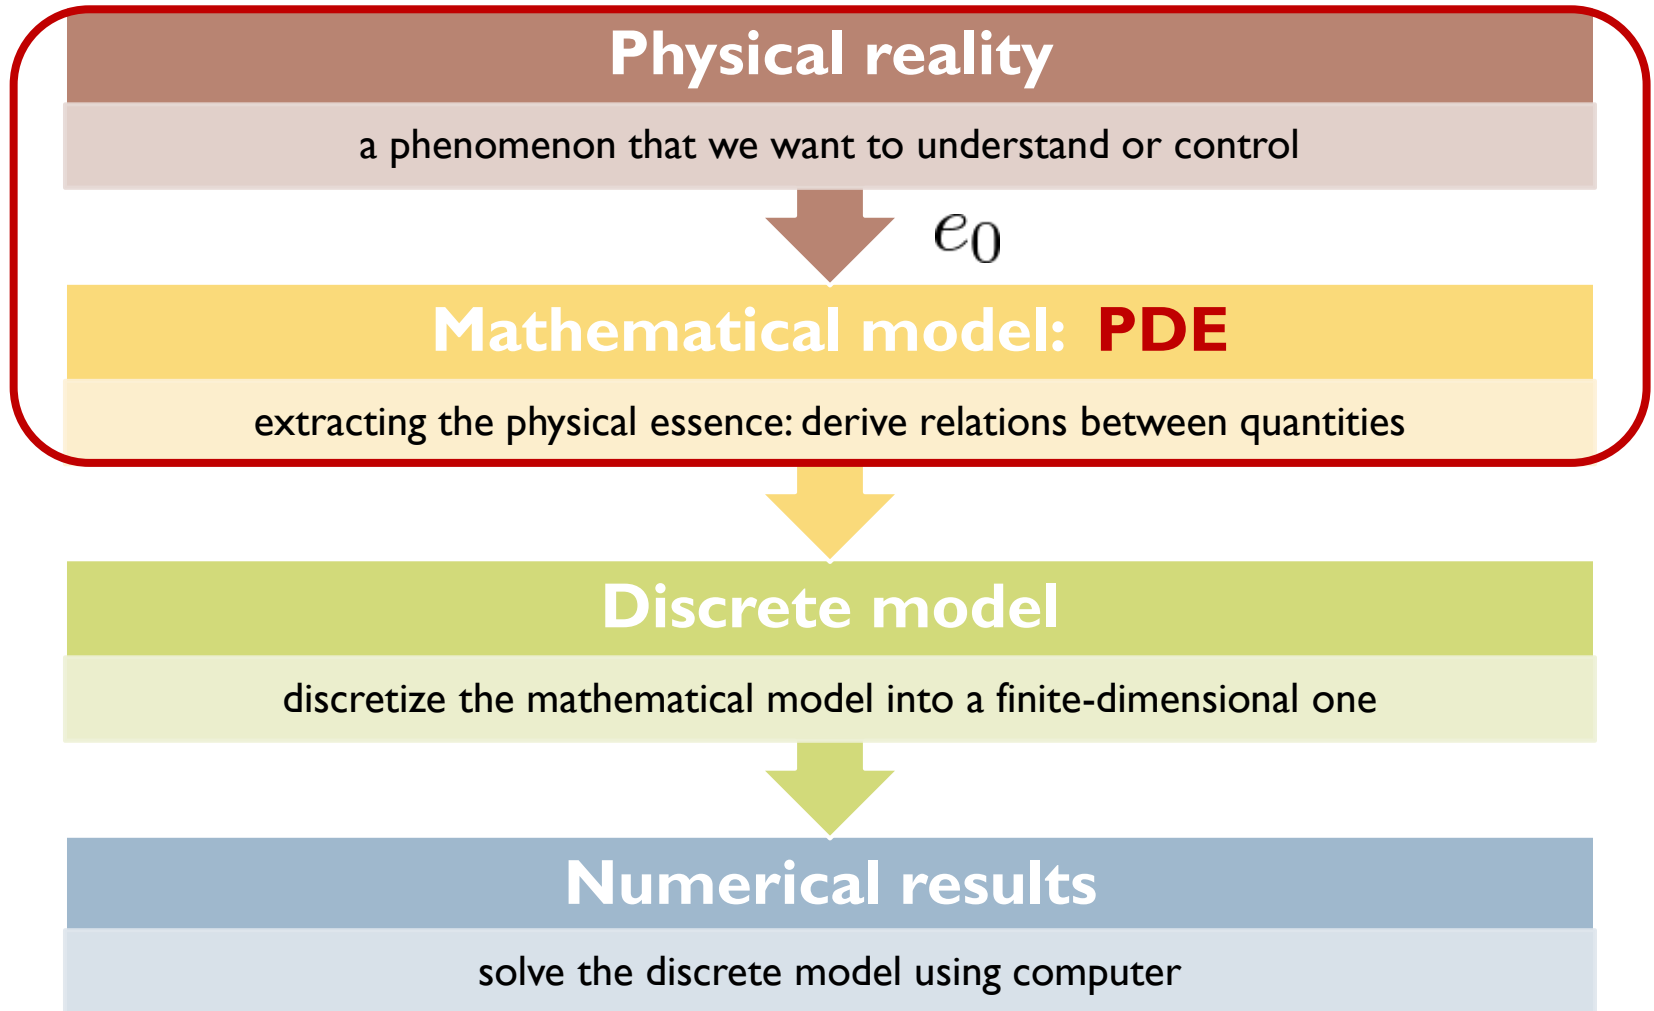 Physical reality
a phenomenon that we want to understand or control
e₀
Mathematical model: PDE
extracting the physical essence: derive relations between quantities
Discrete model
discretize the mathematical model into a finite-dimensional one
Numerical results
solve the discrete model using computer